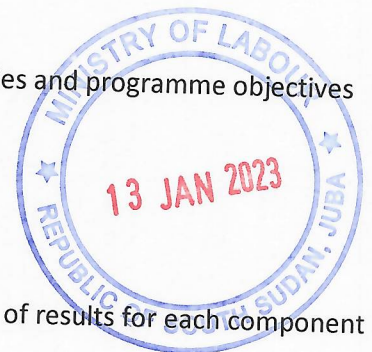 MINISTRY OF LABOUR
es and programme objectives
13 JAN 2023
REPUBLIC OF SOUTH SUDAN, JUBA
of results for each component